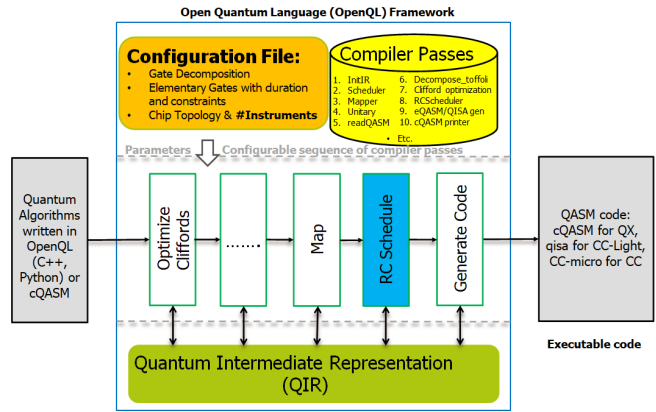 Open Quantum Language (OpenQL) Framework
Configuration File:
• Gate Decomposition
• Elementary Gates with duration
and constraints
• Chip Topology & #Instruments
Compiler Passes
1. InitIR
2. Scheduler
3. Mapper
4. Unitary
5. readQASM
6. Decompose_toffoli
7. Clifford optimization
8. RCScheduler
9. eQASM/QISA gen
10. cQASM printer
• Etc.
Parameters
Configurable sequence of compiler passes
Quantum
Algorithms
written in
OpenQL
(C++,
Python) or
cQASM
Optimize
Cliffords
…….
Map
RC Schedule
Generate Code
QASM code:
cQASM for QX,
qisa for CC-Light,
CC-micro for CC
Executable code
Quantum Intermediate Representation
(QIR)